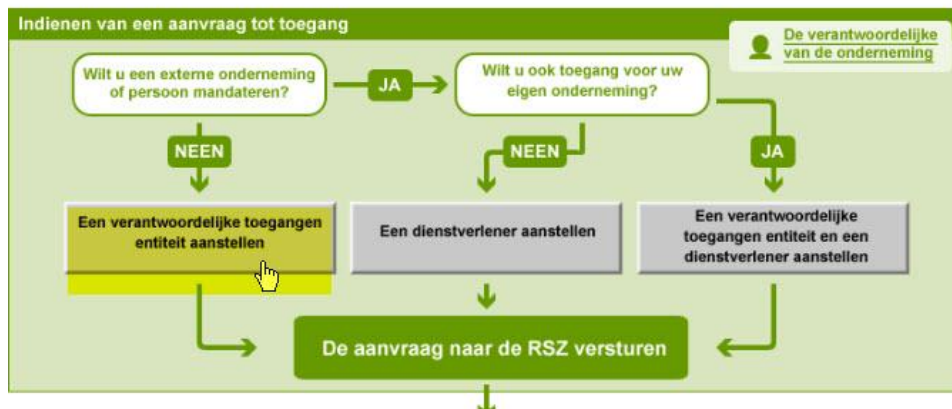 Indienen van een aanvraag tot toegang
De verantwoordelijke
van de onderneming
Wilt u een externe onderneming
of persoon mandateren?
JA
Wilt u ook toegang voor uw
eigen onderneming?
NEEN
NEEN
JA
Een verantwoordelijke toegangen
entiteit aanstellen
Een dienstverlener aanstellen
Een verantwoordelijke
toegangen entiteit en een
dienstverlener aanstellen
De aanvraag naar de RSZ versturen